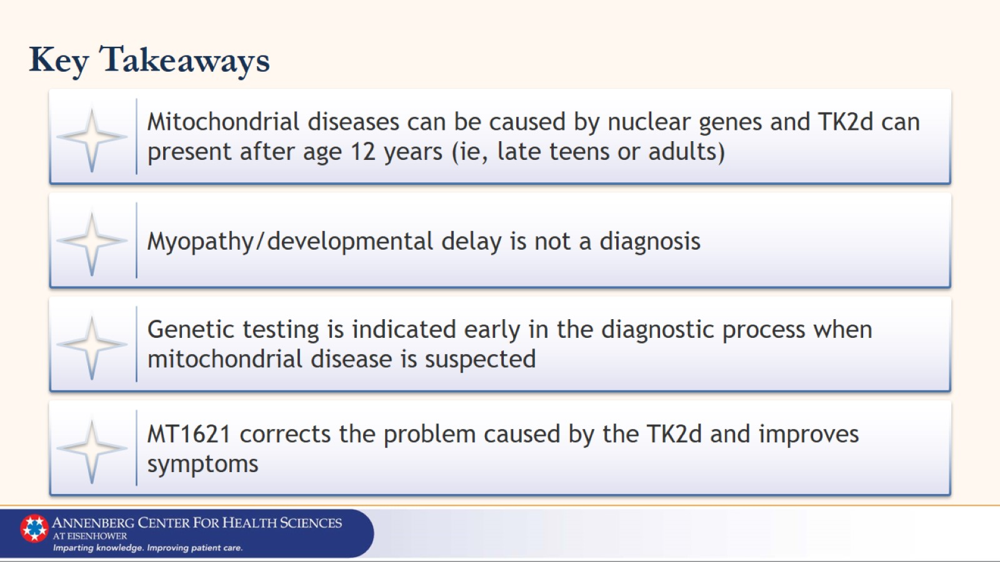 Key Takeaways
Mitochondrial diseases can be caused by nuclear genes and TK2d can
present after age 12 years (ie, late teens or adults)
Myopathy/developmental delay is not a diagnosis
Genetic testing is indicated early in the diagnostic process when
mitochondrial disease is suspected
MT1621 corrects the problem caused by the TK2d and improves
symptoms
ANNENBERG CENTER FOR HEALTH SCIENCES
AT EISENHOWER
Imparting knowledge. Improving patient care.